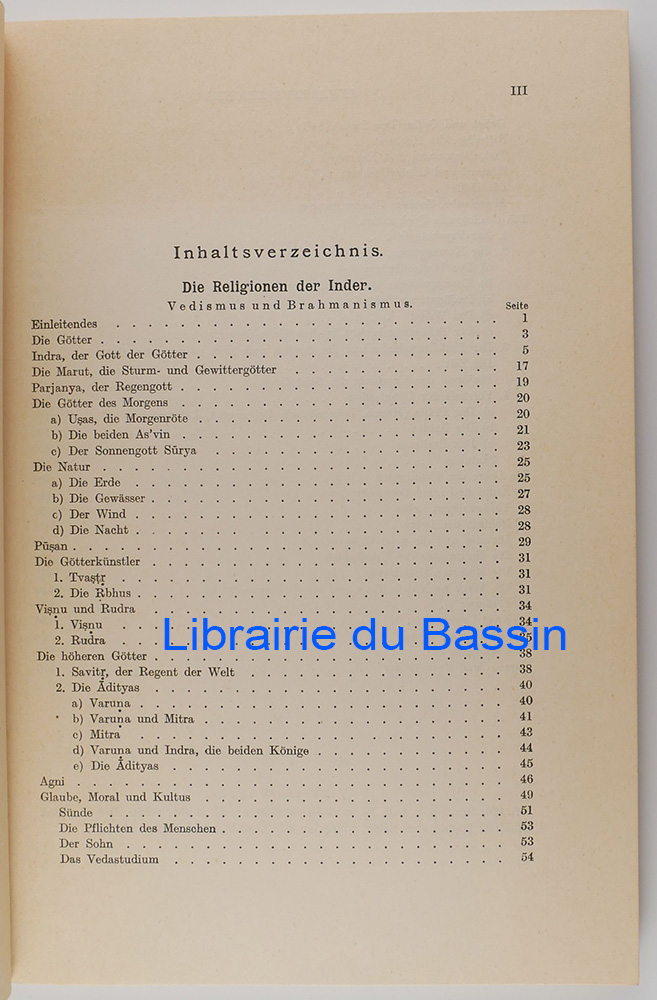 III
Inhaltsverzeichnis.
Die Religionen der Inder.
Vedismus und Brahmanismus.
Seite
Einleitendes . . . . . . . . . . . . . . . . . . . . . . . . 1
Die Götter . . . . . . . . . . . . . . . . . . . . . . . . 3
Indra, der Gott der Götter . . . . . . . . . . . . . . . . . . 5
Die Marut, die Sturm- und Gewittergötter . . . . . . . . . . . . 17
Parjanya, der Regengott . . . . . . . . . . . . . . . . . . . 19
Die Götter des Morgens . . . . . . . . . . . . . . . . . . . 20
a) Uṣas, die Morgenröte . . . . . . . . . . . . . . . . . . 20
b) Die beiden As'vin . . . . . . . . . . . . . . . . . . . 21
c) Der Sonnengott Sūrya . . . . . . . . . . . . . . . . . 23
Die Natur . . . . . . . . . . . . . . . . . . . . . . . . 25
a) Die Erde . . . . . . . . . . . . . . . . . . . . . . 25
b) Die Gewässer . . . . . . . . . . . . . . . . . . . . . 27
c) Der Wind . . . . . . . . . . . . . . . . . . . . . . 28
d) Die Nacht . . . . . . . . . . . . . . . . . . . . . . 28
Pūṣan . . . . . . . . . . . . . . . . . . . . . . . . . . 29
Die Götterkünstler . . . . . . . . . . . . . . . . . . . . . 31
1. Tvaṣtṛ . . . . . . . . . . . . . . . . . . . . . . . 31
2. Die Ṛbhus . . . . . . . . . . . . . . . . . . . . . . 31
Viṣṇu und Rudra . . . . . . . . . . . . . . . . . . . . . 34
1. Viṣṇu . . . . . . . . . . . . . . . . . . . . . . . 34
2. Rudra . . . . . . . . . . . . . . . . . . . . . . . 35
Librairie du Bassin
Die höheren Götter . . . . . . . . . . . . . . . . . . . . . 38
1. Savitṛ, der Regent der Welt . . . . . . . . . . . . . . . 38
2. Die Ādityas . . . . . . . . . . . . . . . . . . . . . 40
a) Varuṇa . . . . . . . . . . . . . . . . . . . . . . 40
b) Varuṇa und Mitra . . . . . . . . . . . . . . . . . . 41
c) Mitra . . . . . . . . . . . . . . . . . . . . . . 43
d) Varuṇa und Indra, die beiden Könige . . . . . . . . . . . 44
e) Die Ādityas . . . . . . . . . . . . . . . . . . . . 45
Agni . . . . . . . . . . . . . . . . . . . . . . . . . . 46
Glaube, Moral und Kultus . . . . . . . . . . . . . . . . . . 49
Sünde . . . . . . . . . . . . . . . . . . . . . . . . 51
Die Pflichten des Menschen . . . . . . . . . . . . . . . . . 53
Der Sohn . . . . . . . . . . . . . . . . . . . . . . . 53
Das Vedastudium . . . . . . . . . . . . . . . . . . . . 54